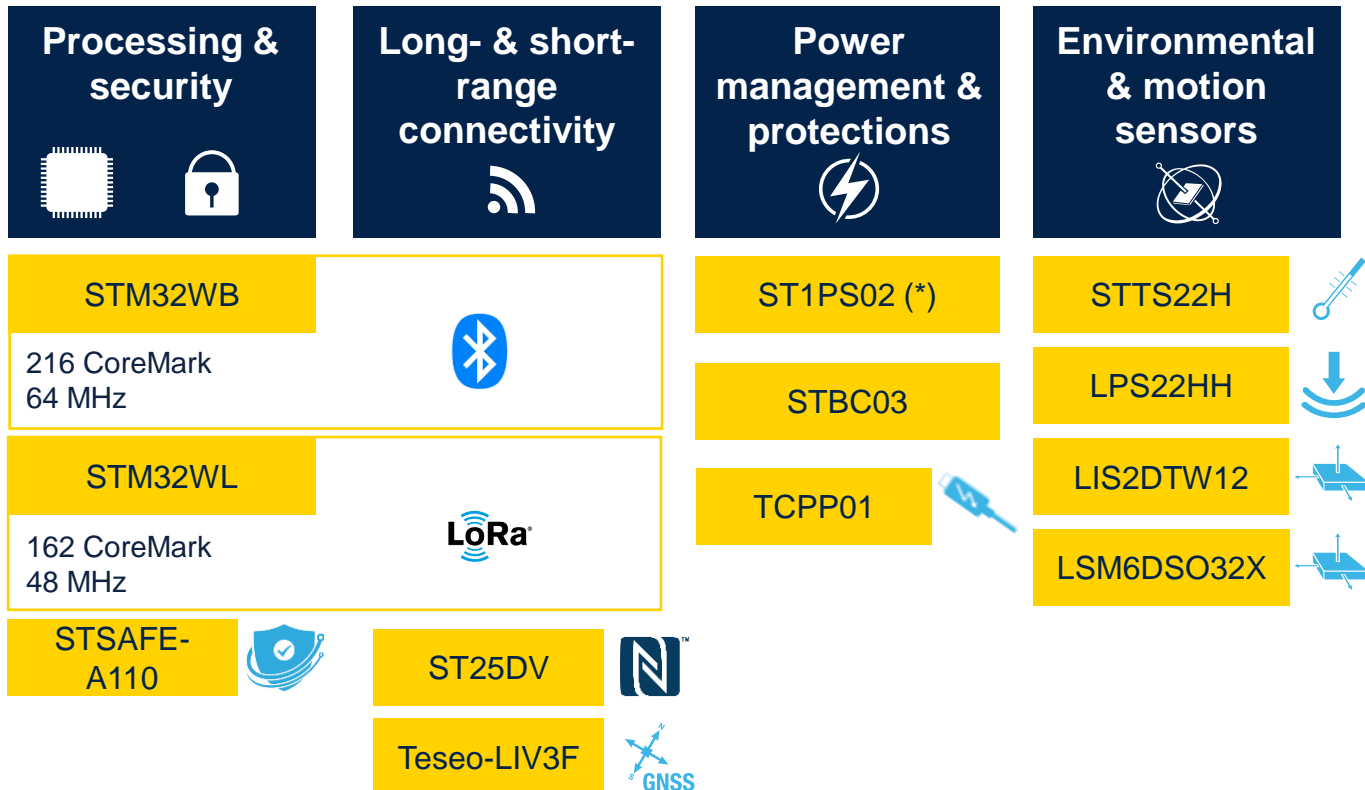 Processing &
security
Long- & short-
range
connectivity
Power
management &
protections
Environmental
& motion
sensors
STM32WB
216 CoreMark
64 MHz
STM32WL
162 CoreMark
48 MHz
LoRa®
STSAFE-
A110
ST25DV
N™
Teseo-LIV3F
N
S
GNSS
ST1PS02 (*)
STBC03
TCPP01
STTS22H
LPS22HH
LIS2DTW12
LSM6DSO32X